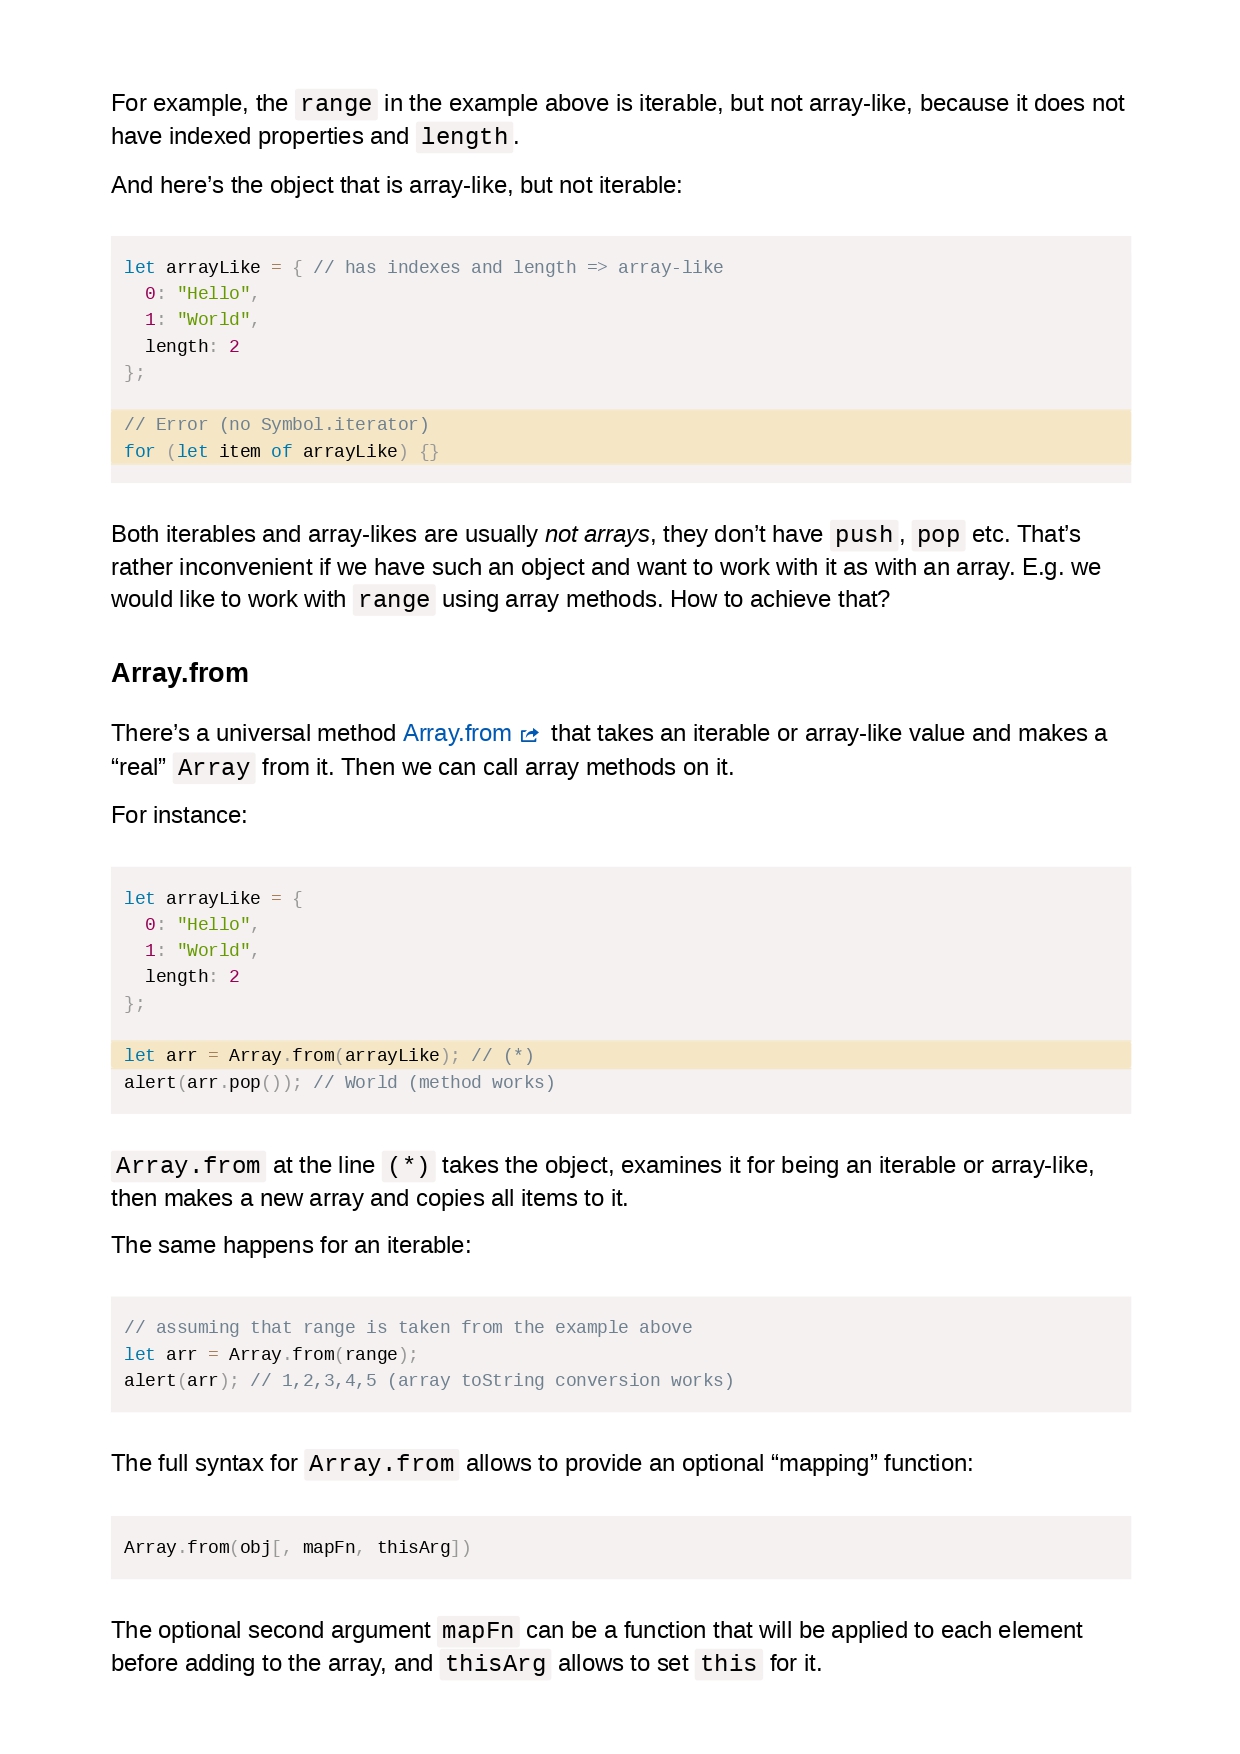 For example, the range in the example above is iterable, but not array-like, because it does not
have indexed properties and length.
And here’s the object that is array-like, but not iterable:
let arrayLike = { // has indexes and length => array-like
  0: "Hello",
  1: "World",
  length: 2
};
// Error (no Symbol.iterator)
for (let item of arrayLike) {}
Both iterables and array-likes are usually not arrays, they don’t have push, pop etc. That’s
rather inconvenient if we have such an object and want to work with it as with an array. E.g. we
would like to work with range using array methods. How to achieve that?
Array.from
There’s a universal method Array.from that takes an iterable or array-like value and makes a
“real” Array from it. Then we can call array methods on it.
For instance:
let arrayLike = {
  0: "Hello",
  1: "World",
  length: 2
};
let arr = Array.from(arrayLike); // (*)
alert(arr.pop()); // World (method works)
Array.from at the line (*) takes the object, examines it for being an iterable or array-like,
then makes a new array and copies all items to it.
The same happens for an iterable:
// assuming that range is taken from the example above
let arr = Array.from(range);
alert(arr); // 1,2,3,4,5 (array toString conversion works)
The full syntax for Array.from allows to provide an optional “mapping” function:
Array.from(obj[, mapFn, thisArg])
The optional second argument mapFn can be a function that will be applied to each element
before adding to the array, and thisArg allows to set this for it.